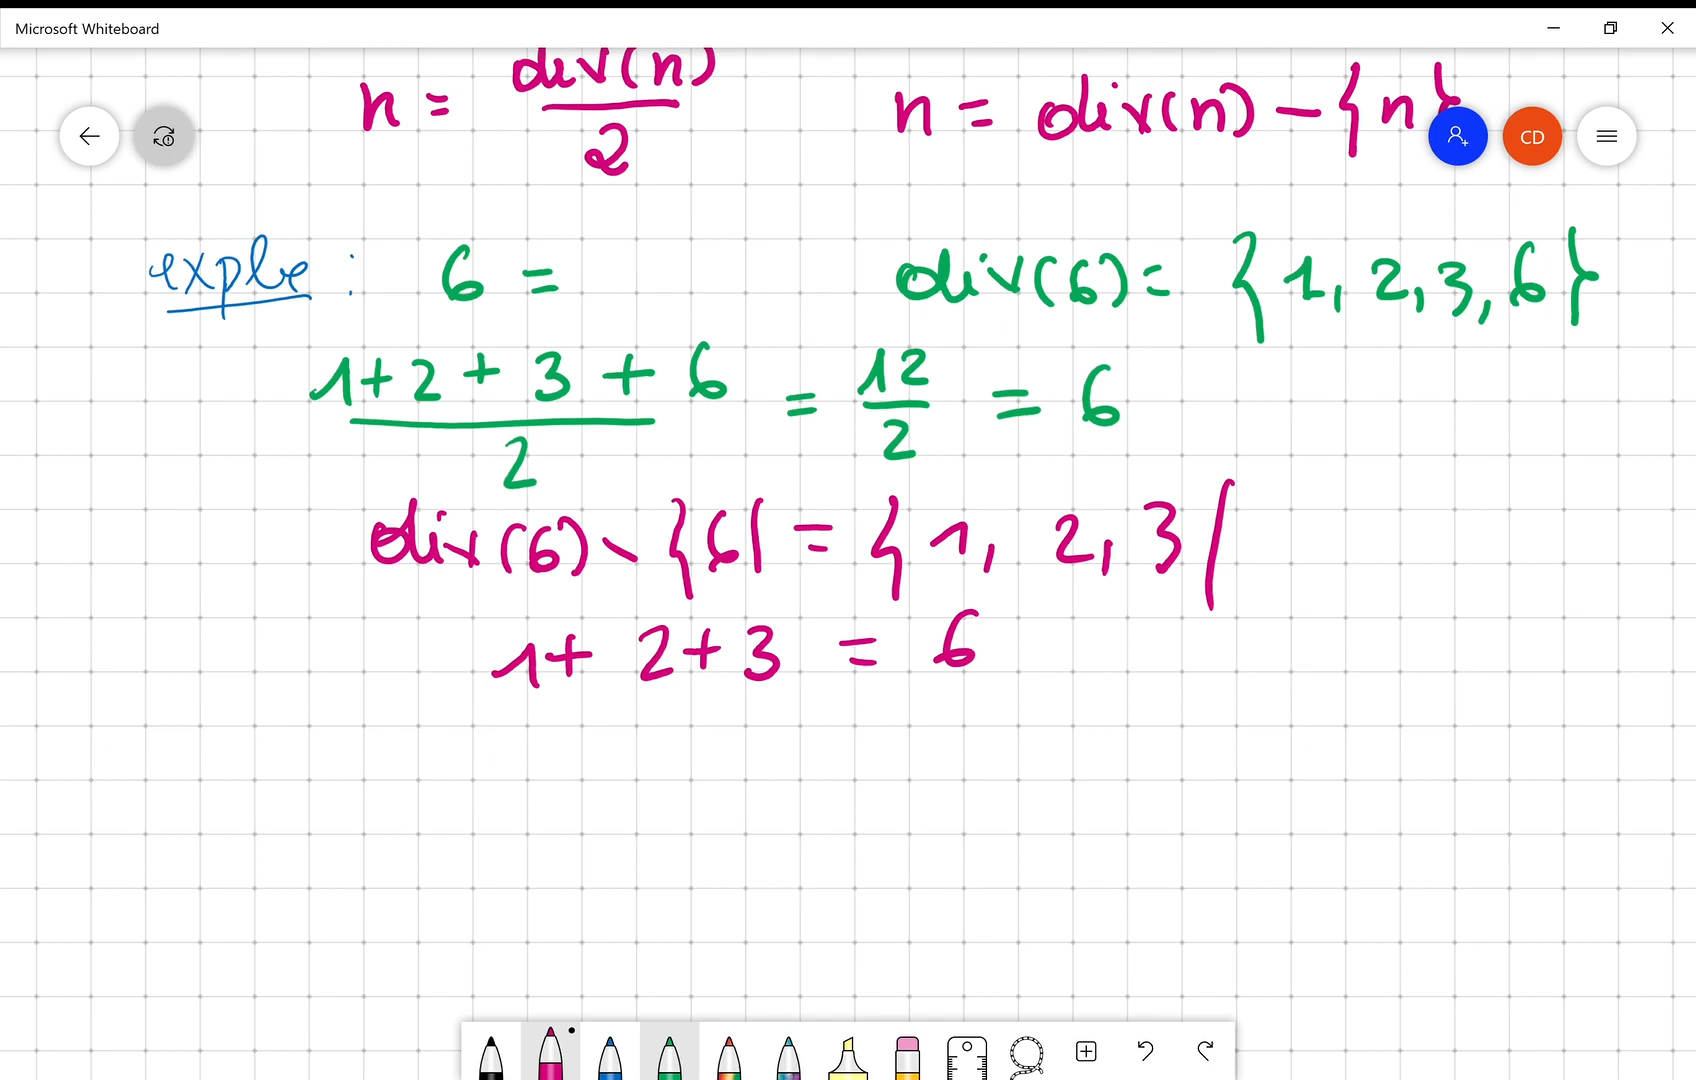 Microsoft Whiteboard
n = div(n) / 2    n = div(n) - {n}
CD
exple : 6 =    div(6) = {1, 2, 3, 6}
1 + 2 + 3 + 6 / 2 = 12 / 2 = 6
div(6) \ {6} = {1, 2, 3}
1 + 2 + 3 = 6